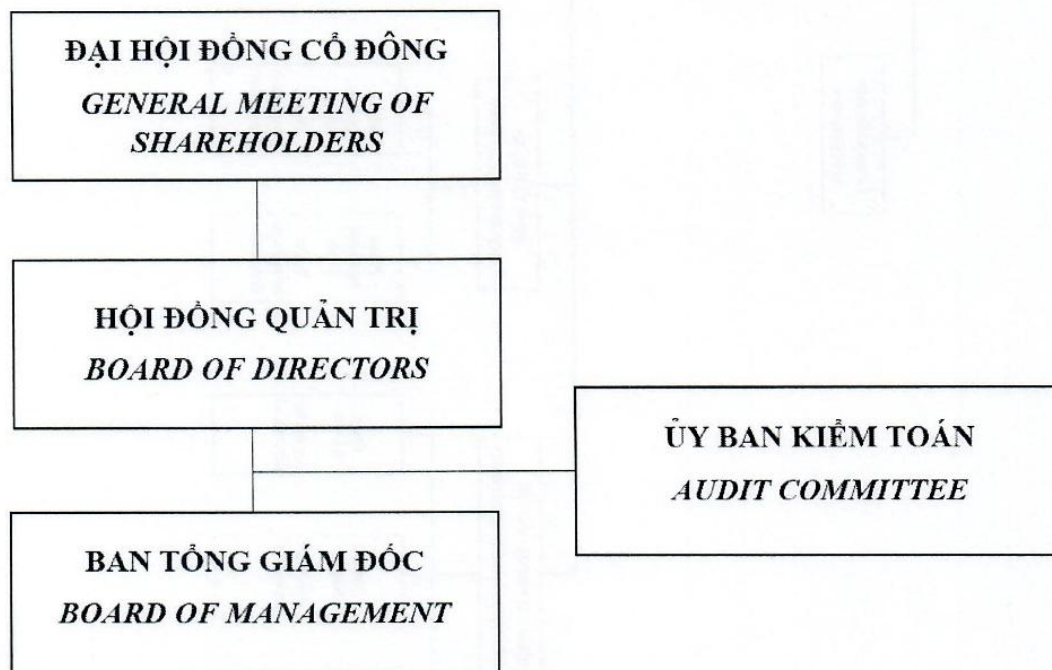 ĐẠI HỘI ĐỒNG CỔ ĐÔNG
GENERAL MEETING OF
SHAREHOLDERS
HỘI ĐỒNG QUẢN TRỊ
BOARD OF DIRECTORS
ỦY BAN KIỂM TOÁN
AUDIT COMMITTEE
BAN TỔNG GIÁM ĐỐC
BOARD OF MANAGEMENT